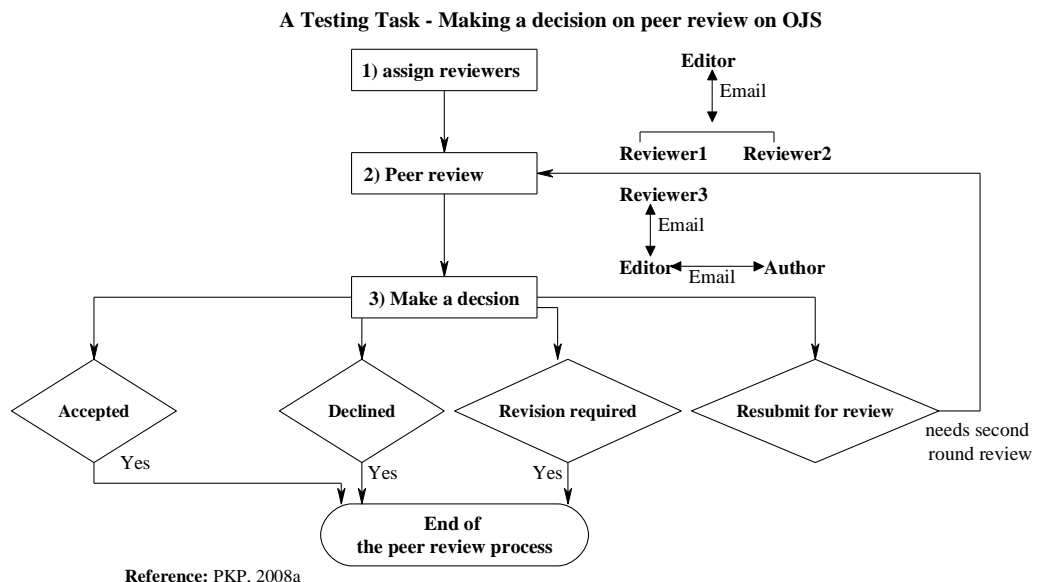 A Testing Task - Making a decision on peer review on OJS
1) assign reviewers
Editor
Email
Reviewer1 Reviewer2
2) Peer review
Reviewer3
Email
Editor Email Author
3) Make a decsion
Accepted
Declined
Revision required
Resubmit for review
needs second
round review
Yes
Yes
Yes
End of
the peer review process
Reference: PKP, 2008a